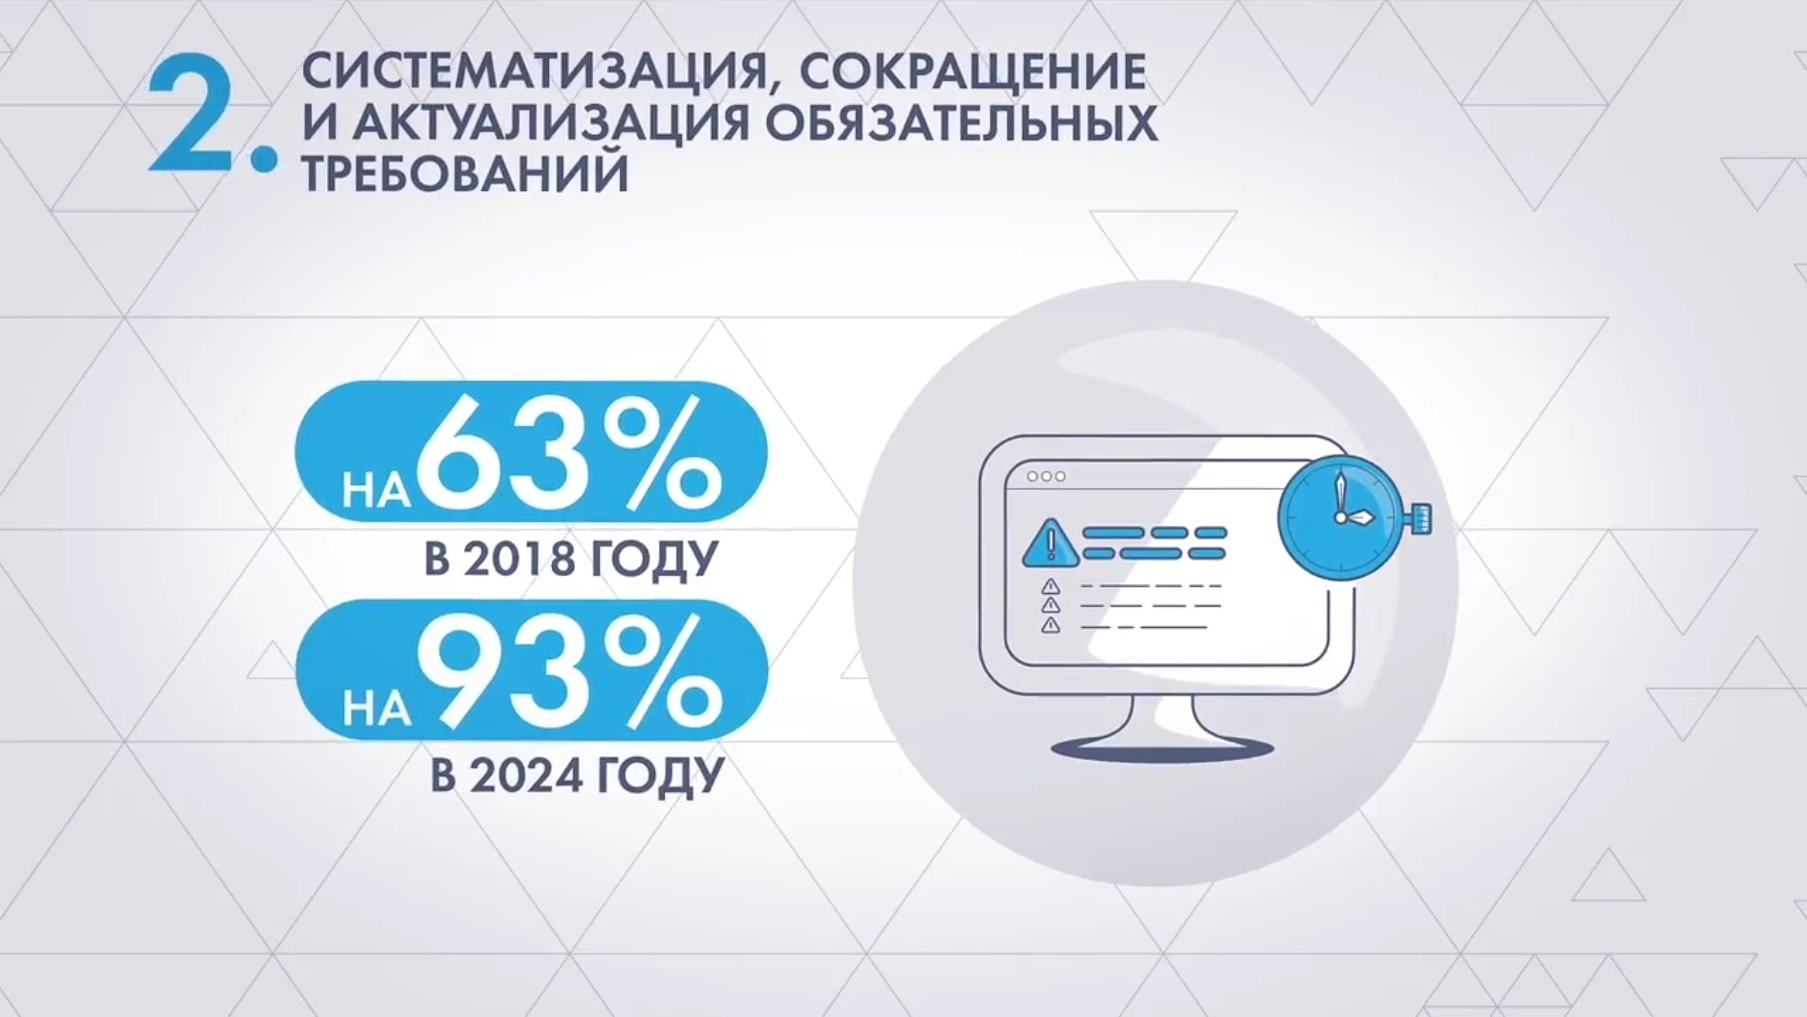 2. СИСТЕМАТИЗАЦИЯ, СОКРАЩЕНИЕ
И АКТУАЛИЗАЦИЯ ОБЯЗАТЕЛЬНЫХ
ТРЕБОВАНИЙ
НА 63%
В 2018 ГОДУ
НА 93%
В 2024 ГОДУ